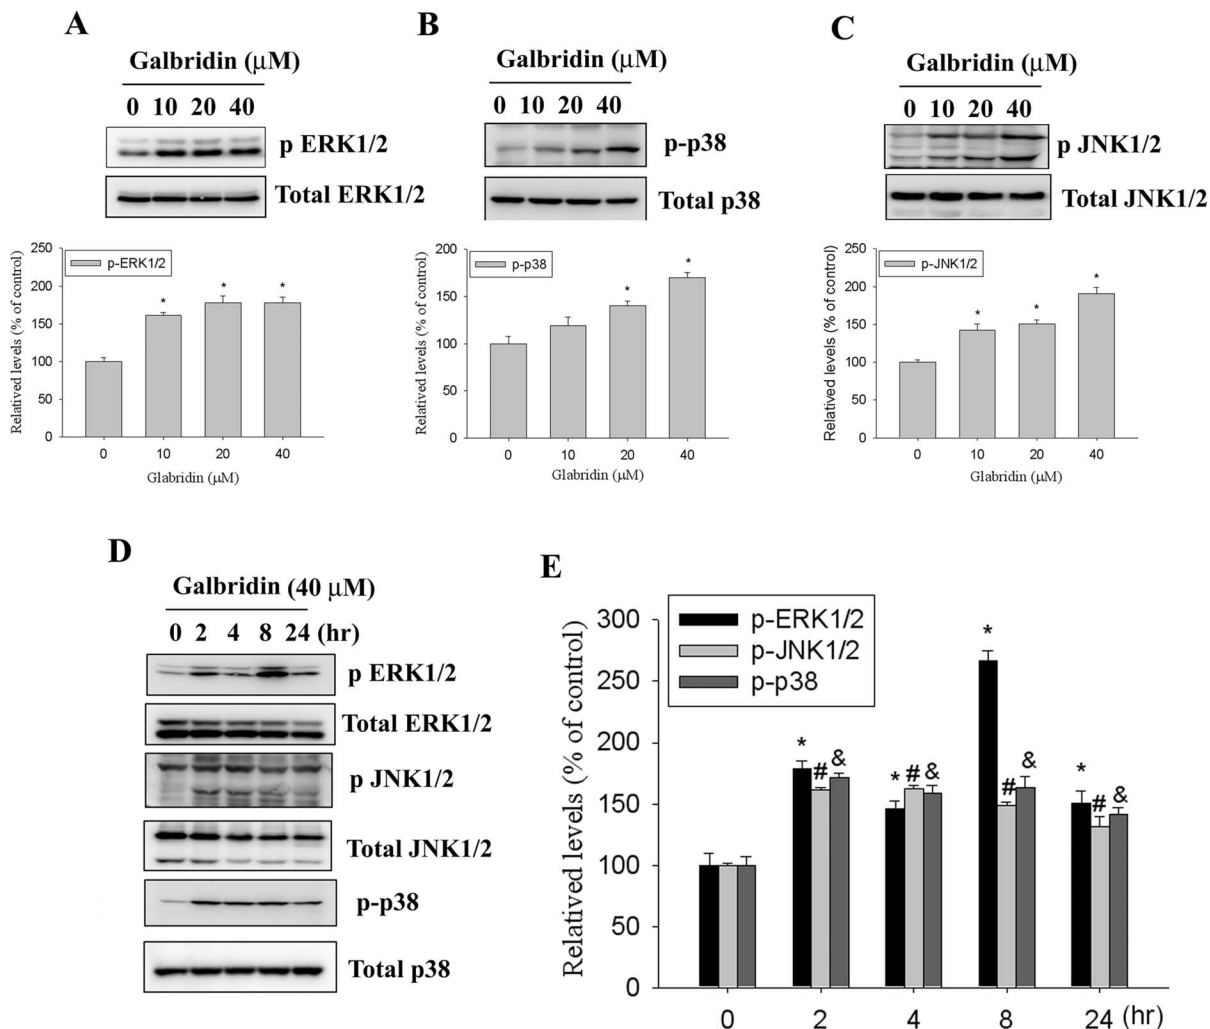 A
Galbridin (μM)
0 10 20 40
p ERK1/2
Total ERK1/2
Relatived levels (% of control)
250
200
150
100
50
0
p-ERK1/2
*
*
*
0 10 20 40
Glabridin (μM)
B
Galbridin (μM)
0 10 20 40
p-p38
Total p38
Relatived levels (% of control)
200
150
100
50
0
p-p38
*
*
0 10 20 40
Glabridin (μM)
C
Galbridin (μM)
0 10 20 40
p JNK1/2
Total JNK1/2
Relatived levels (% of control)
250
200
150
100
50
0
p-JNK1/2
*
*
*
0 10 20 40
Glabridin (μM)
D
Galbridin (40 μM)
0 2 4 8 24 (hr)
p ERK1/2
Total ERK1/2
p JNK1/2
Total JNK1/2
p-p38
Total p38
E
Relatived levels (% of control)
300
250
200
150
100
50
0
p-ERK1/2
p-JNK1/2
p-p38
* # &
* # &
* # &
* # &
0 2 4 8 24 (hr)